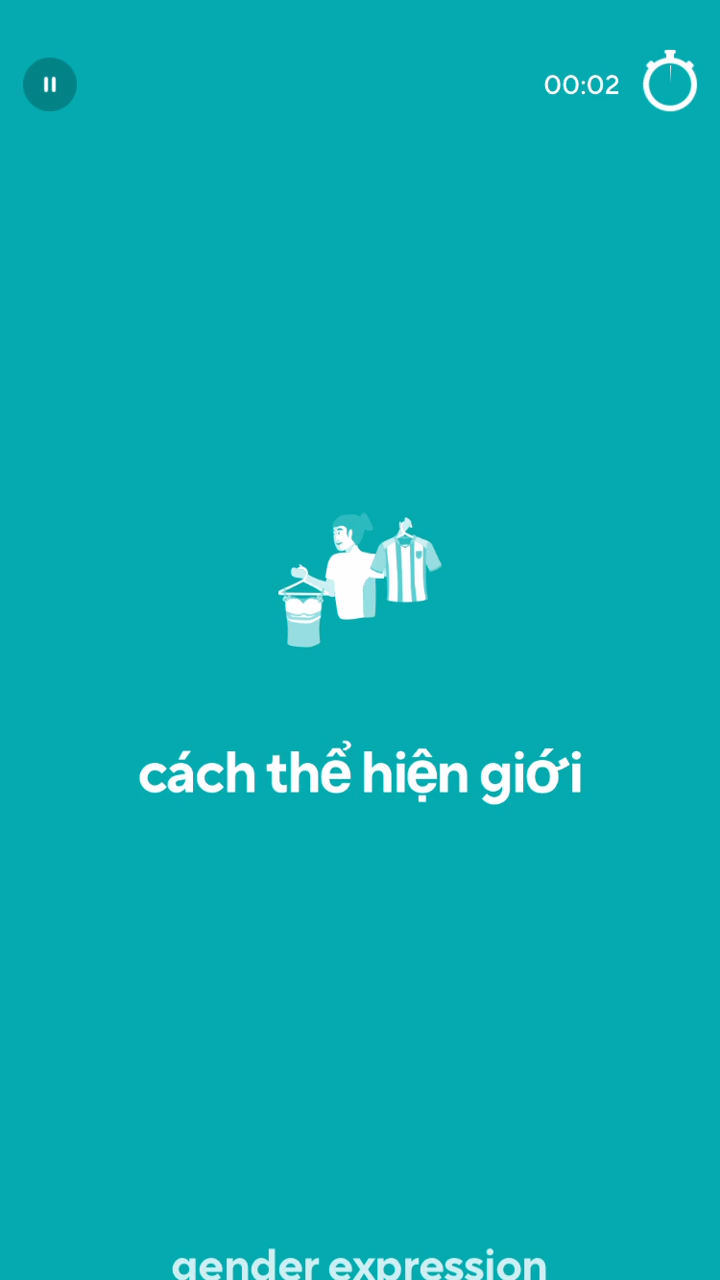 00:02
cách thể hiện giới
gender expression